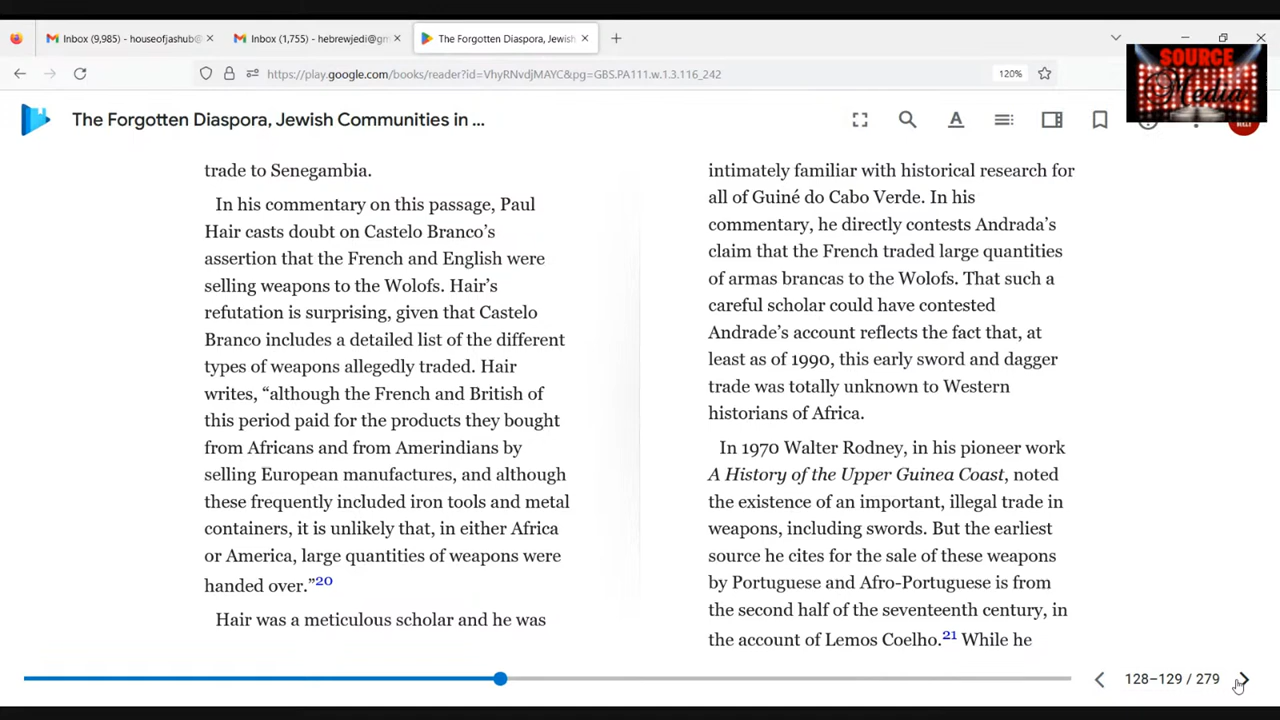 Inbox (9,985) - houseofjashub@
Inbox (1,755) - hebrewjedi@gm
The Forgotten Diaspora, Jewish
https://play.google.com/books/reader?id=VhyRNvdjMAYC&pg=GBS.PA111.w.1.3.116_242
120%
SOURCE
Media
The Forgotten Diaspora, Jewish Communities in ...
trade to Senegambia.
In his commentary on this passage, Paul
Hair casts doubt on Castelo Branco's
assertion that the French and English were
selling weapons to the Wolofs. Hair's
refutation is surprising, given that Castelo
Branco includes a detailed list of the different
types of weapons allegedly traded. Hair
writes, “although the French and British of
this period paid for the products they bought
from Africans and from Amerindians by
selling European manufactures, and although
these frequently included iron tools and metal
containers, it is unlikely that, in either Africa
or America, large quantities of weapons were
handed over.”20
Hair was a meticulous scholar and he was
intimately familiar with historical research for
all of Guiné do Cabo Verde. In his
commentary, he directly contests Andrada's
claim that the French traded large quantities
of armas brancas to the Wolofs. That such a
careful scholar could have contested
Andrade's account reflects the fact that, at
least as of 1990, this early sword and dagger
trade was totally unknown to Western
historians of Africa.
In 1970 Walter Rodney, in his pioneer work
A History of the Upper Guinea Coast, noted
the existence of an important, illegal trade in
weapons, including swords. But the earliest
source he cites for the sale of these weapons
by Portuguese and Afro-Portuguese is from
the second half of the seventeenth century, in
the account of Lemos Coelho.21 While he
128–129 / 279